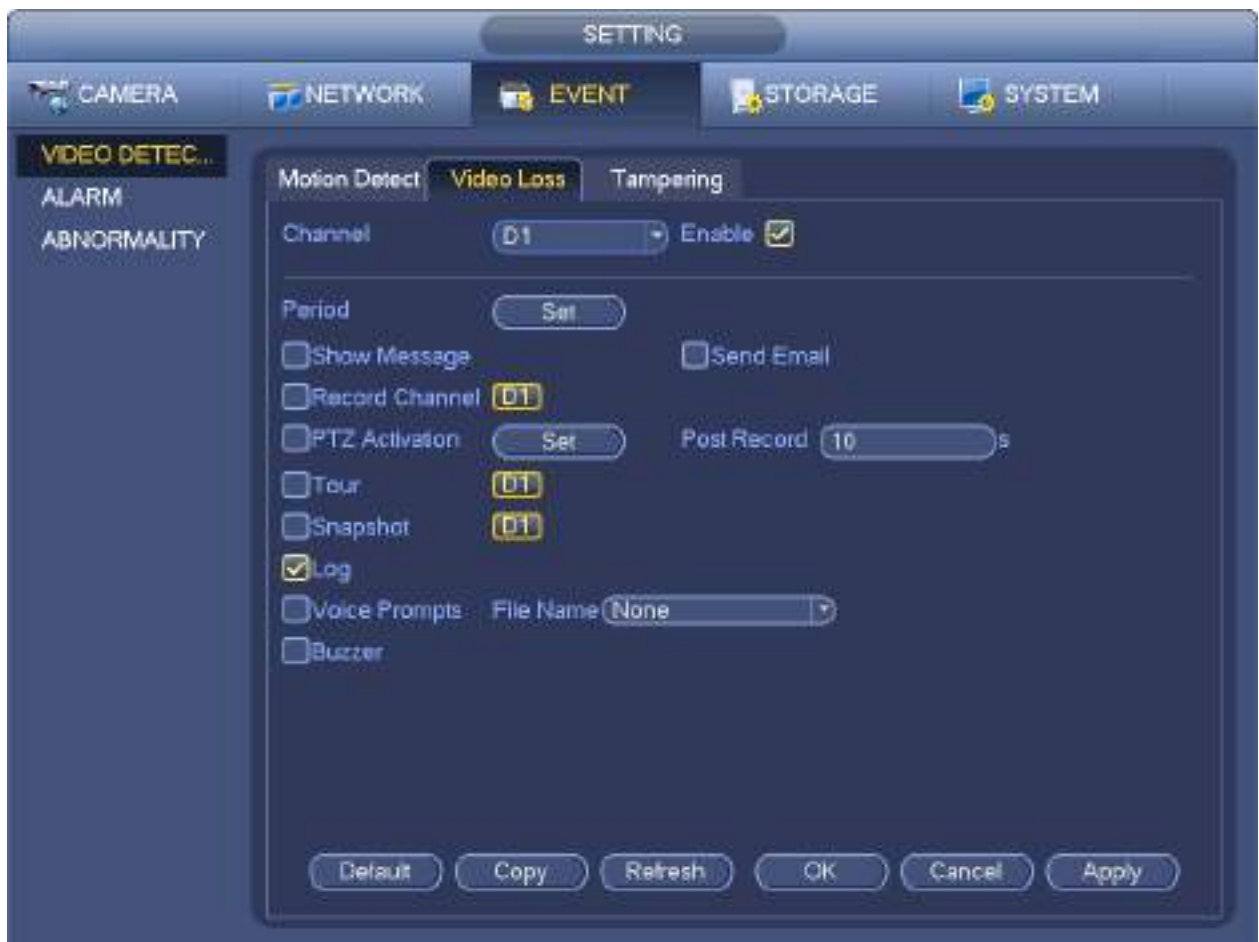 SETTING
CAMERA NETWORK EVENT STORAGE SYSTEM
VIDEO DETEC...
ALARM
ABNORMALITY
Motion Detect Video Loss Tampering
Channel D1 Enable
Period Set
Show Message Send Email
Record Channel D1
PTZ Activation Set Post Record 10 s
Tour D1
Snapshot D1
Log
Voice Prompts File Name None
Buzzer
Default Copy Refresh OK Cancel Apply